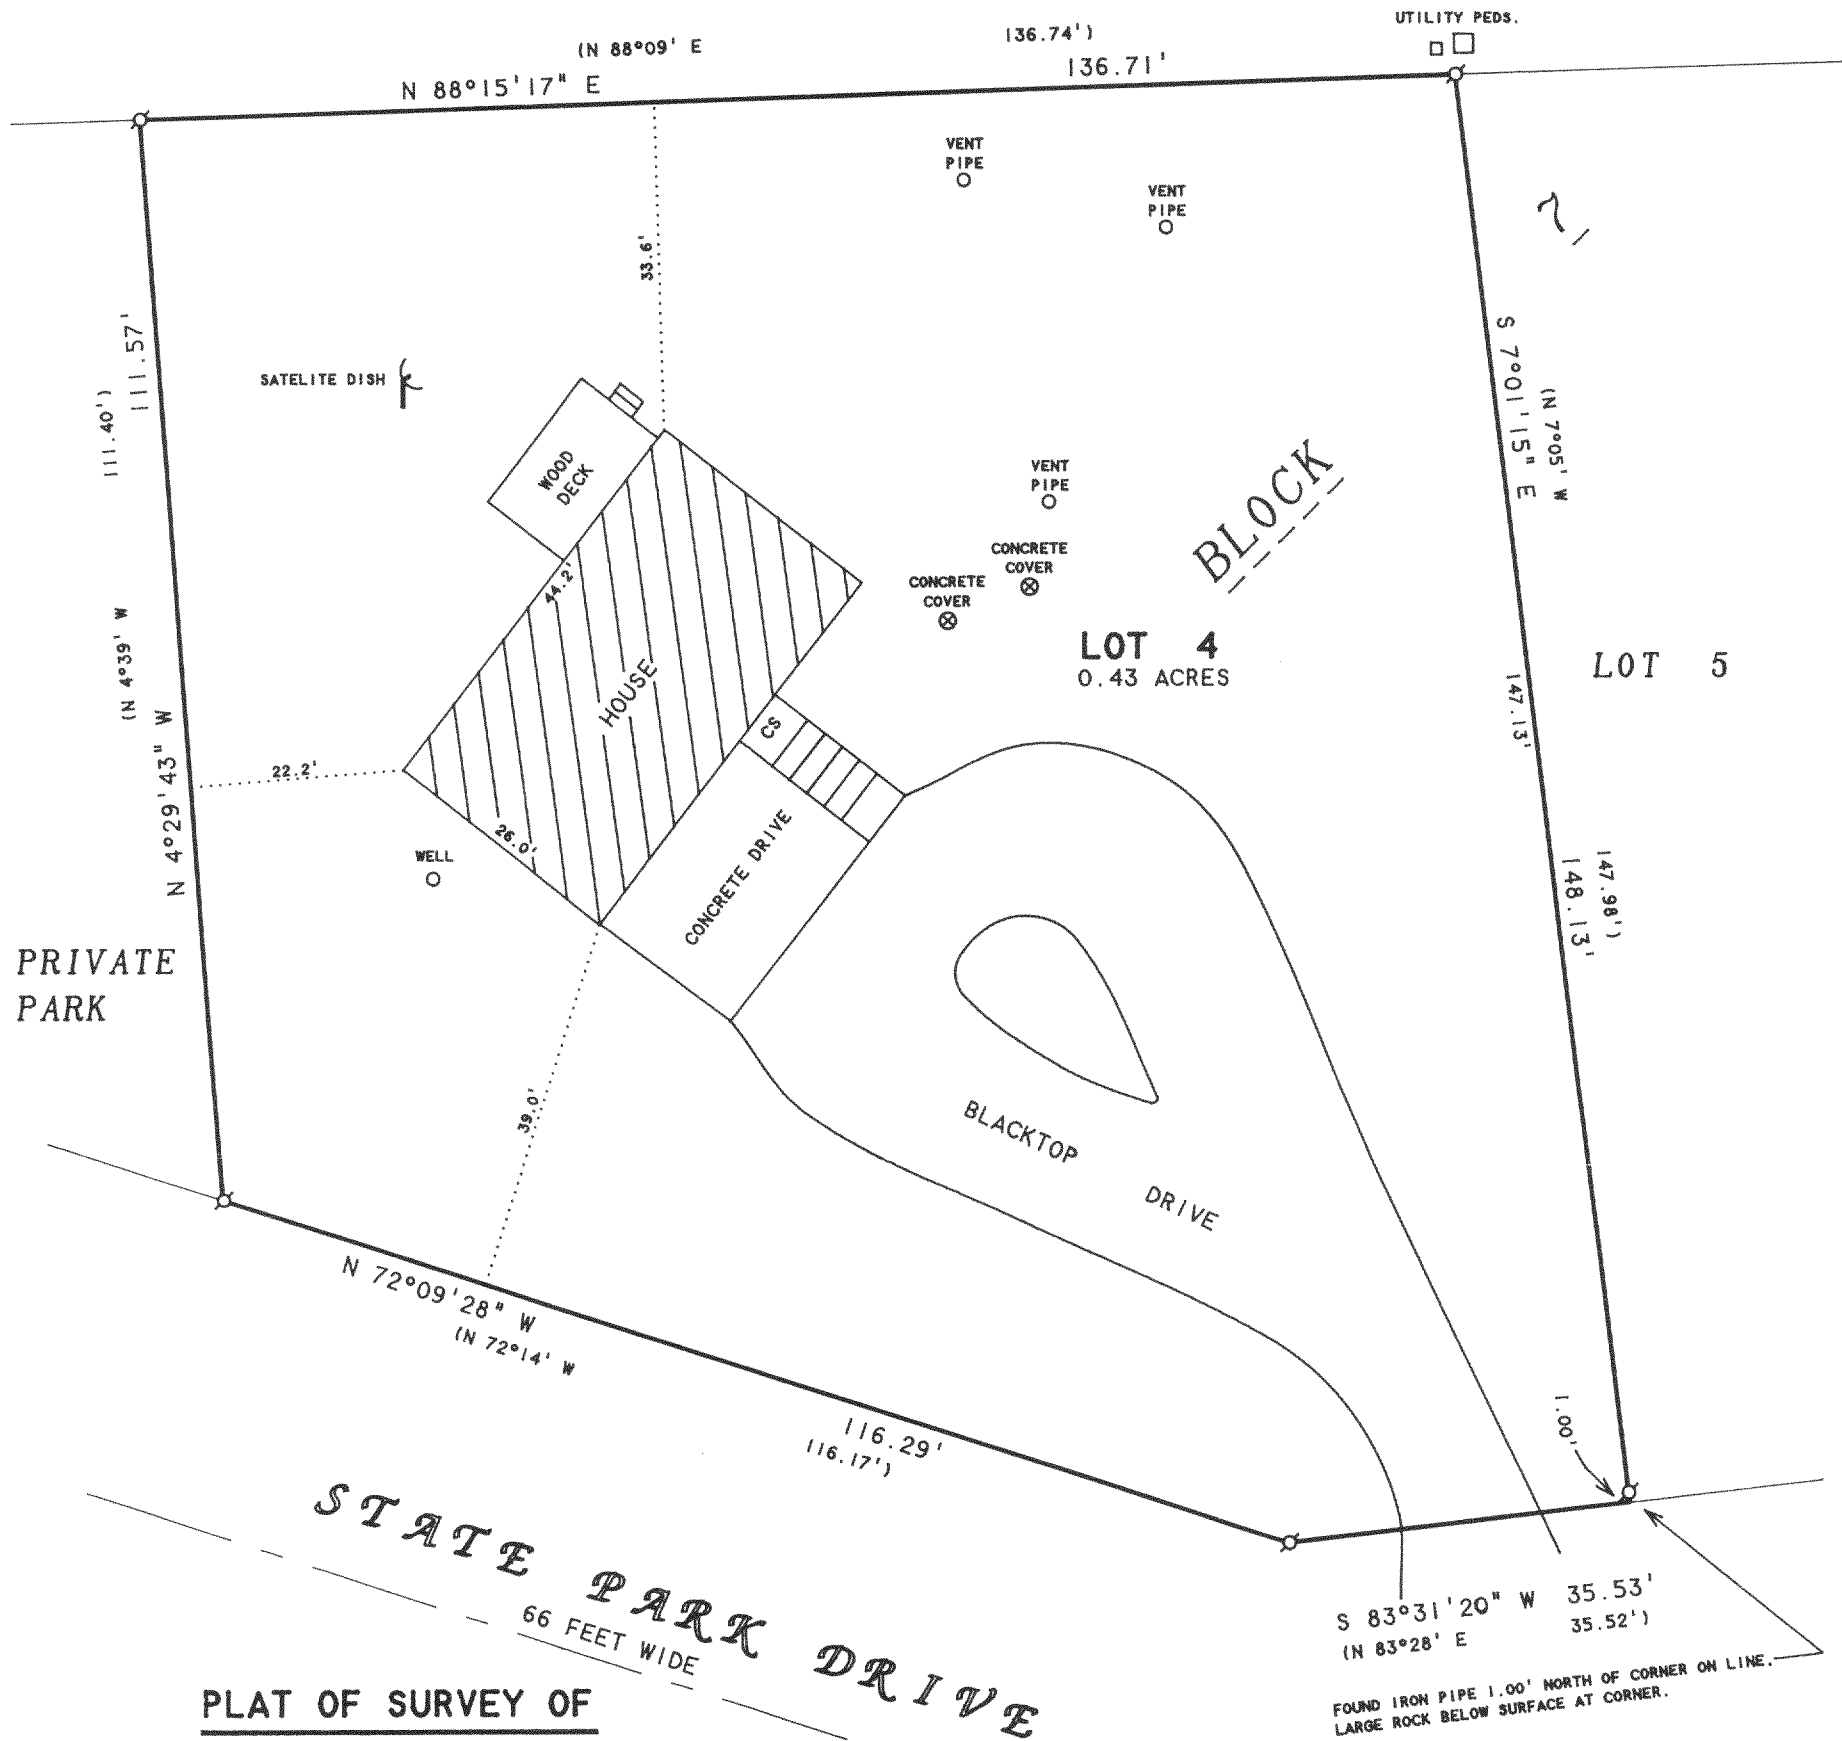 UTILITY PEDS.
(N 88°09' E 136.74')
N 88°15'17" E 136.71'
VENT
PIPE
VENT
PIPE
33.6'
111.57'
111.40')
SATELITE DISH
S 7°01'15" E
(N 7°05' W
WOOD
DECK
VENT
PIPE
BLOCK
CONCRETE
COVER
CONCRETE
COVER
44.2'
LOT 4
0.43 ACRES
LOT 5
HOUSE
(N 4°39' W
N 4°29'43" W
147.13'
CS
22.2'
26.0'
WELL
CONCRETE DRIVE
147.98')
148.13'
PRIVATE
PARK
39.0'
BLACKTOP DRIVE
N 72°09'28" W
(N 72°14' W
116.29'
116.17')
1.00'
STATE PARK DRIVE
66 FEET WIDE
S 83°31'20" W 35.53'
(N 83°28' E 35.52')
FOUND IRON PIPE 1.00' NORTH OF CORNER ON LINE.
LARGE ROCK BELOW SURFACE AT CORNER.
PLAT OF SURVEY OF